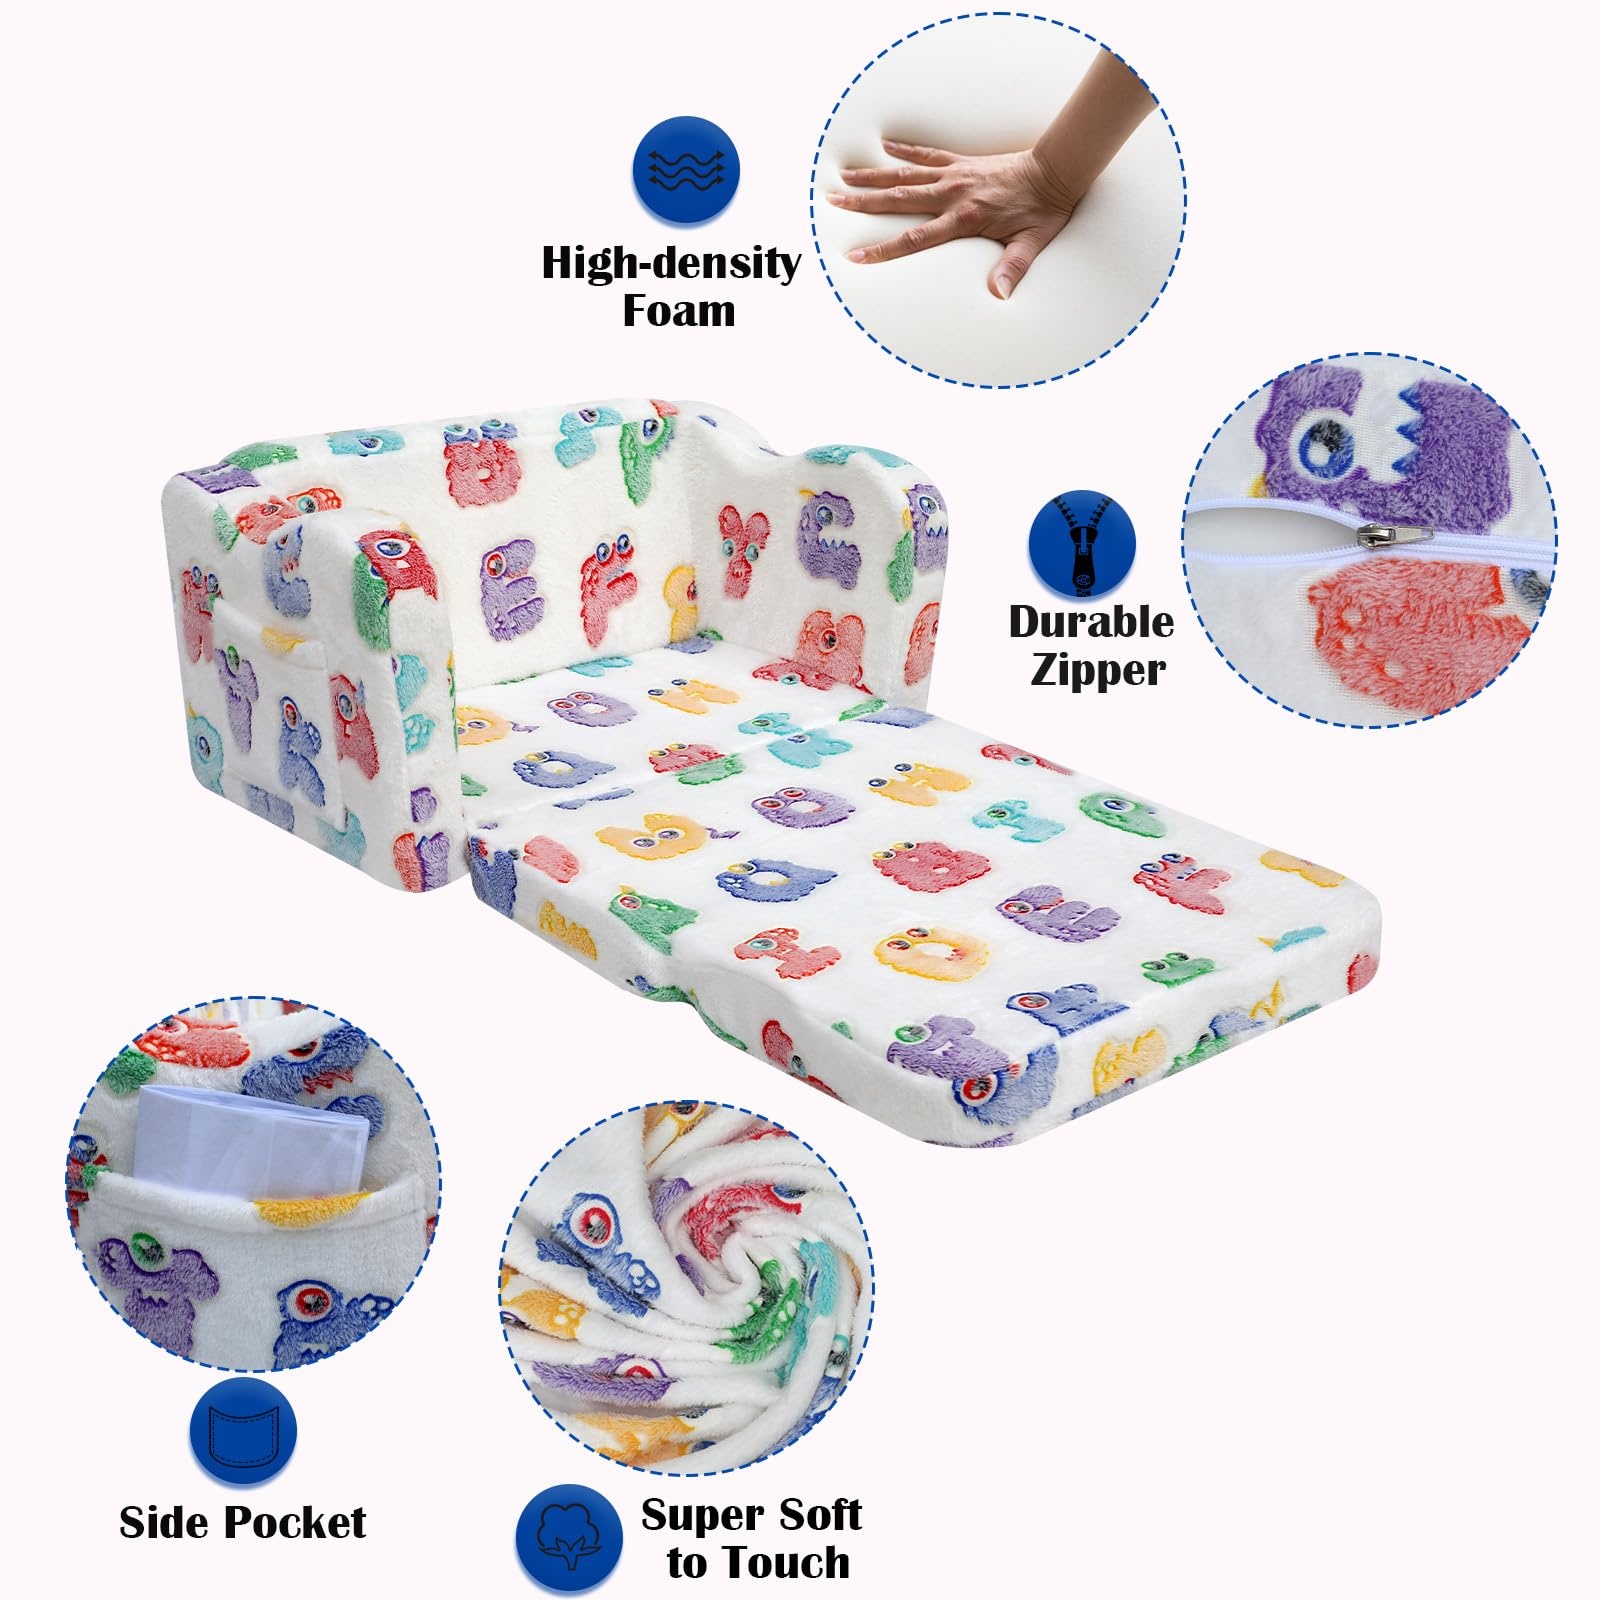 High-density
Foam
Durable
Zipper
Side Pocket
Super Soft
to Touch